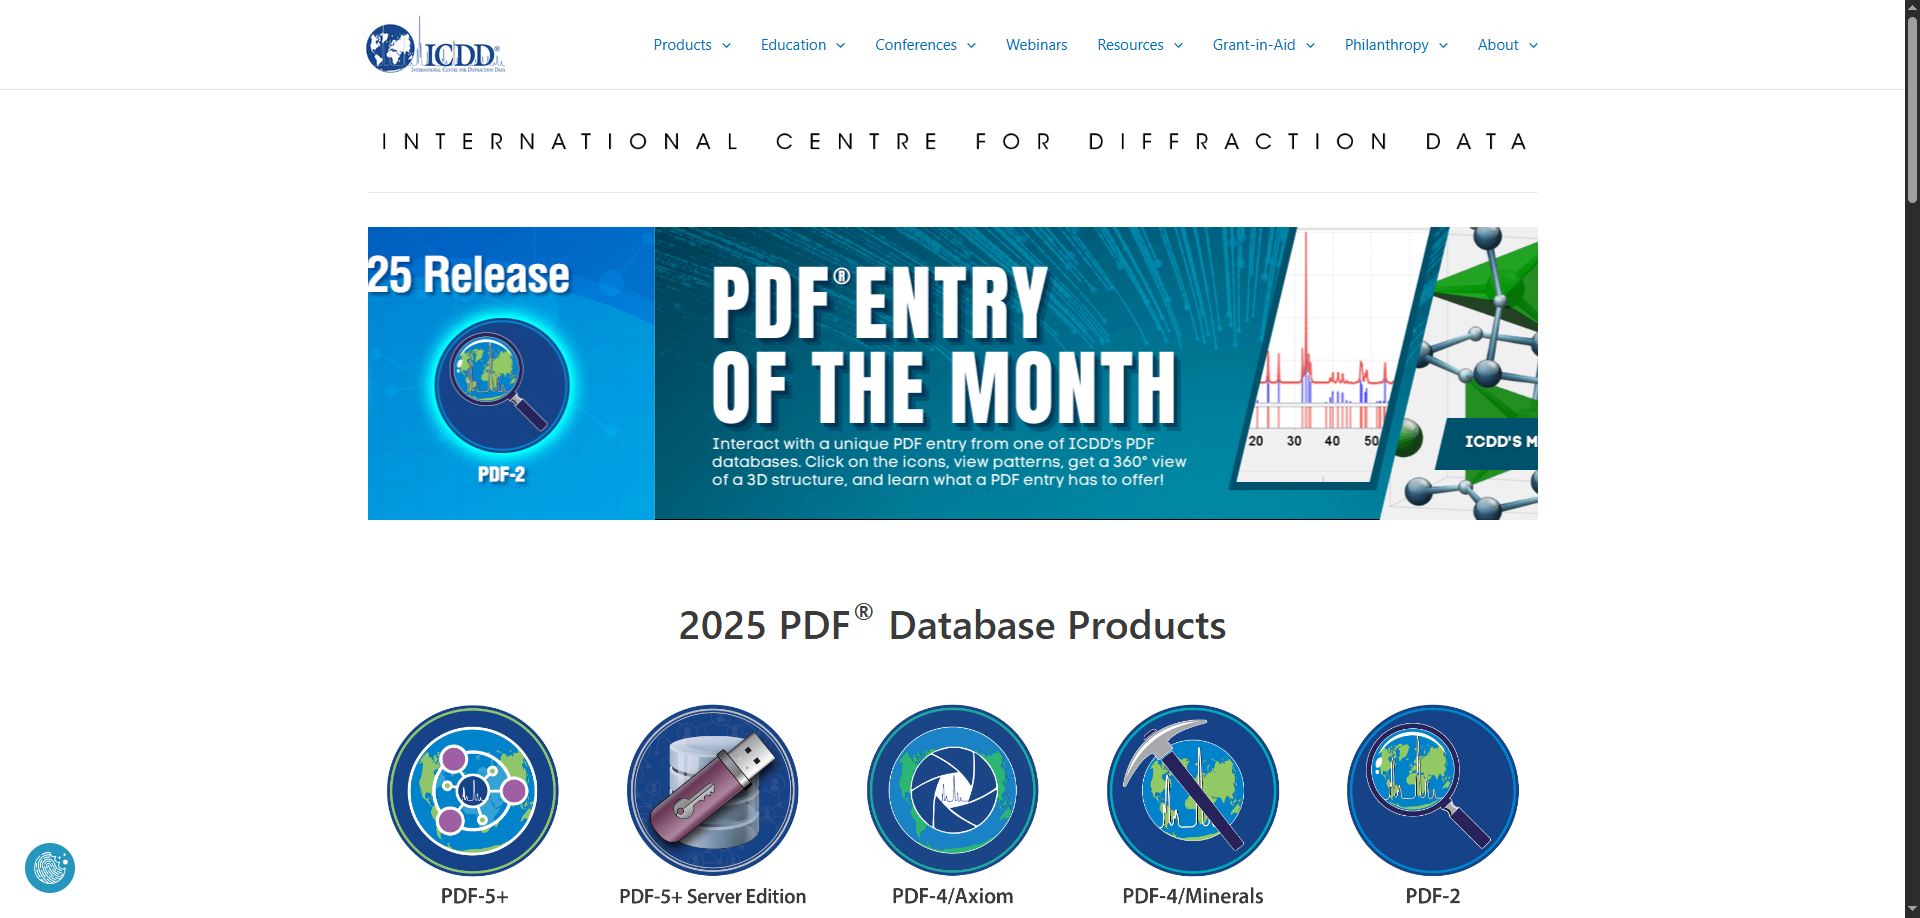 ICDD®
INTERNATIONAL CENTRE FOR DIFFRACTION DATA
Products
Education
Conferences
Webinars
Resources
Grant-in-Aid
Philanthropy
About
INTERNATIONAL CENTRE FOR DIFFRACTION DATA
25 Release
PDF-2
PDF® ENTRY
OF THE MONTH
Interact with a unique PDF entry from one of ICDD's PDF
databases. Click on the icons, view patterns, get a 360° view
of a 3D structure, and learn what a PDF entry has to offer!
20 30 40 50
ICDD'S M
2025 PDF® Database Products
PDF-5+
PDF-5+ Server Edition
PDF-4/Axiom
PDF-4/Minerals
PDF-2